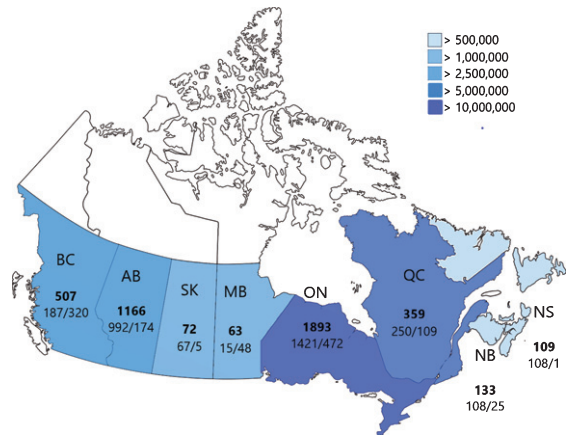 > 500,000
> 1,000,000
> 2,500,000
> 5,000,000
> 10,000,000
BC
507
187/320
AB
1166
992/174
SK
72
67/5
MB
63
15/48
ON
1893
1421/472
QC
359
250/109
NB
133
108/25
NS
109
108/1